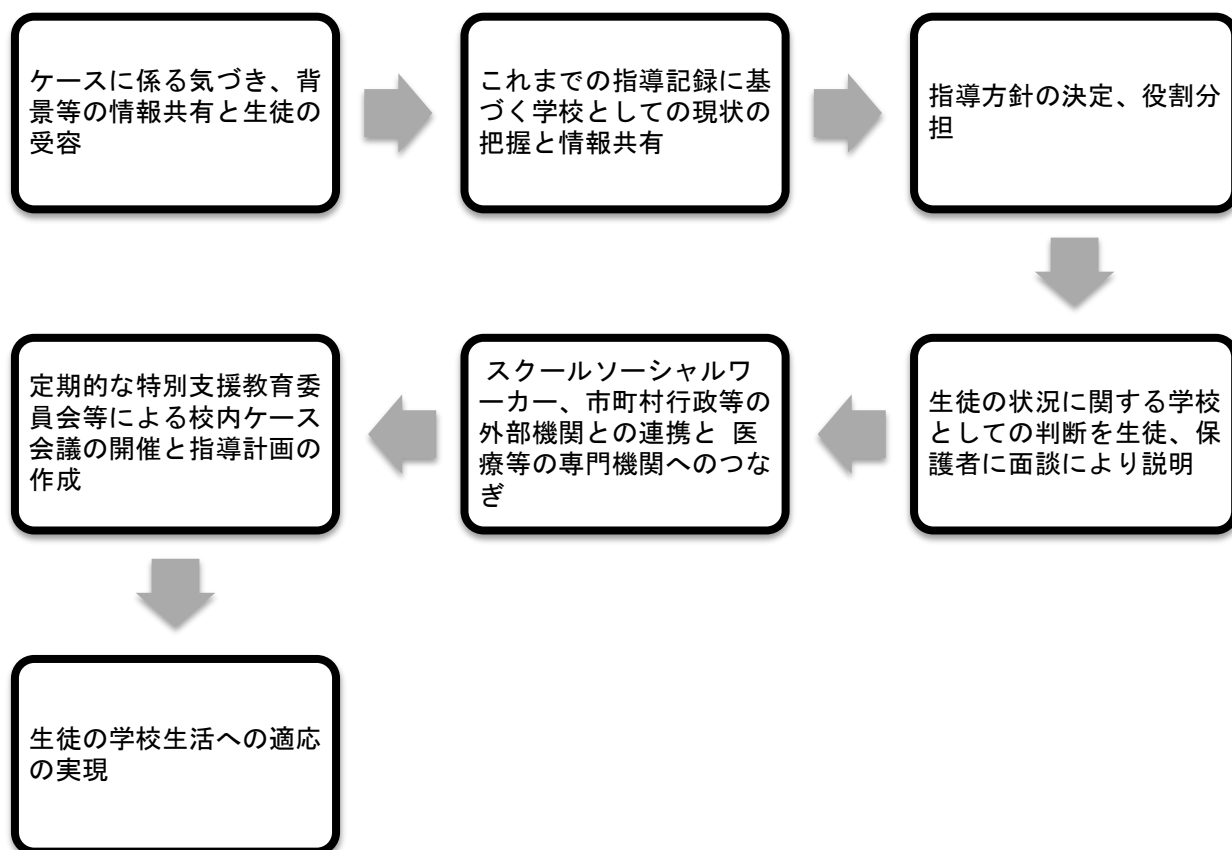 ケースに係る気づき、背
景等の情報共有と生徒の
受容
これまでの指導記録に基
づく学校としての現状の
把握と情報共有
指導方針の決定、役割分
担
生徒の状況に関する学校
としての判断を生徒、保
護者に面談により説明
スクールソーシャルワ
ーカー、市町村行政等の
外部機関との連携と 医
療等の専門機関へのつな
ぎ
定期的な特別支援教育委
員会等による校内ケース
会議の開催と指導計画の
作成
生徒の学校生活への適応
の実現